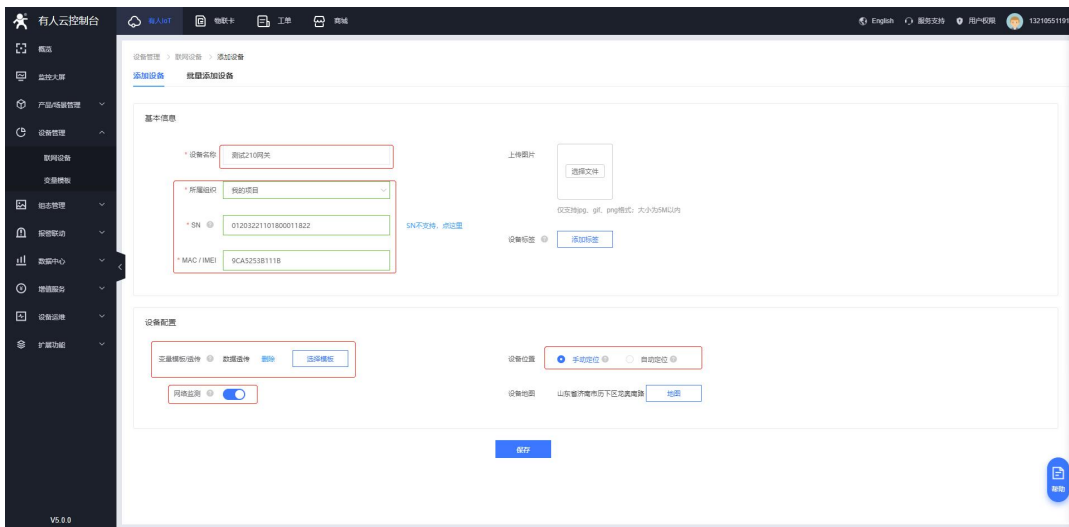 有人云控制台
有人IoT 物联卡 工单 商城
English 服务支持 用户权限 13210551191
概览
监控大屏
产品/场景管理
设备管理
联网设备
变量模板
组态管理
报警联动
数据中心
增值服务
设备运维
扩展功能
V5.0.0
设备管理 > 联网设备 > 添加设备
添加设备 批量添加设备
基本信息
* 设备名称 测试210网关
* 所属组织 我的项目
* SN 01203221101800011822 SN不支持,点这里
* MAC / IMEI 9CA5253B111B
上传图片 选择文件
仅支持jpg, gif, png格式; 大小为5M以内
设备标签 添加标签
设备配置
变量模板/透传 数据透传 删除 选择模板
网络监测
设备位置 手动定位 自动定位
设备地图 山东省济南市历下区龙奥南路 地图
保存
帮助